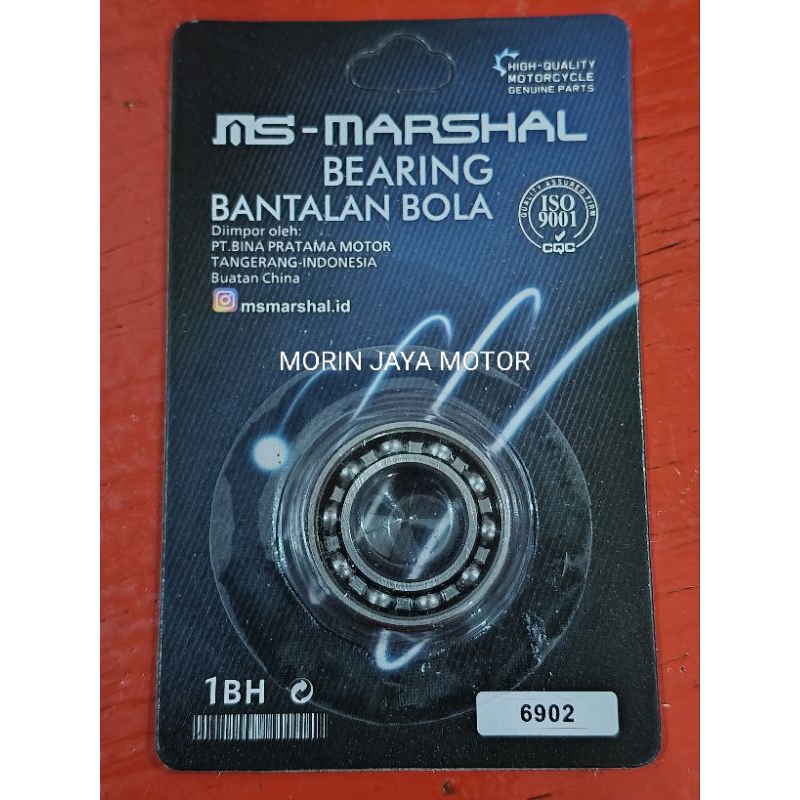 HIGH-QUALITY
MOTORCYCLE
GENUINE PARTS
MS-MARSHAL
BEARING
BANTALAN BOLA
QUALITY ASSURED FIRM
ISO
9001
CQC
Diimpor oleh:
PT.BINA PRATAMA MOTOR
TANGERANG-INDONESIA
Buatan China
msmarshal.id
MORIN JAYA MOTOR
1BH
6902